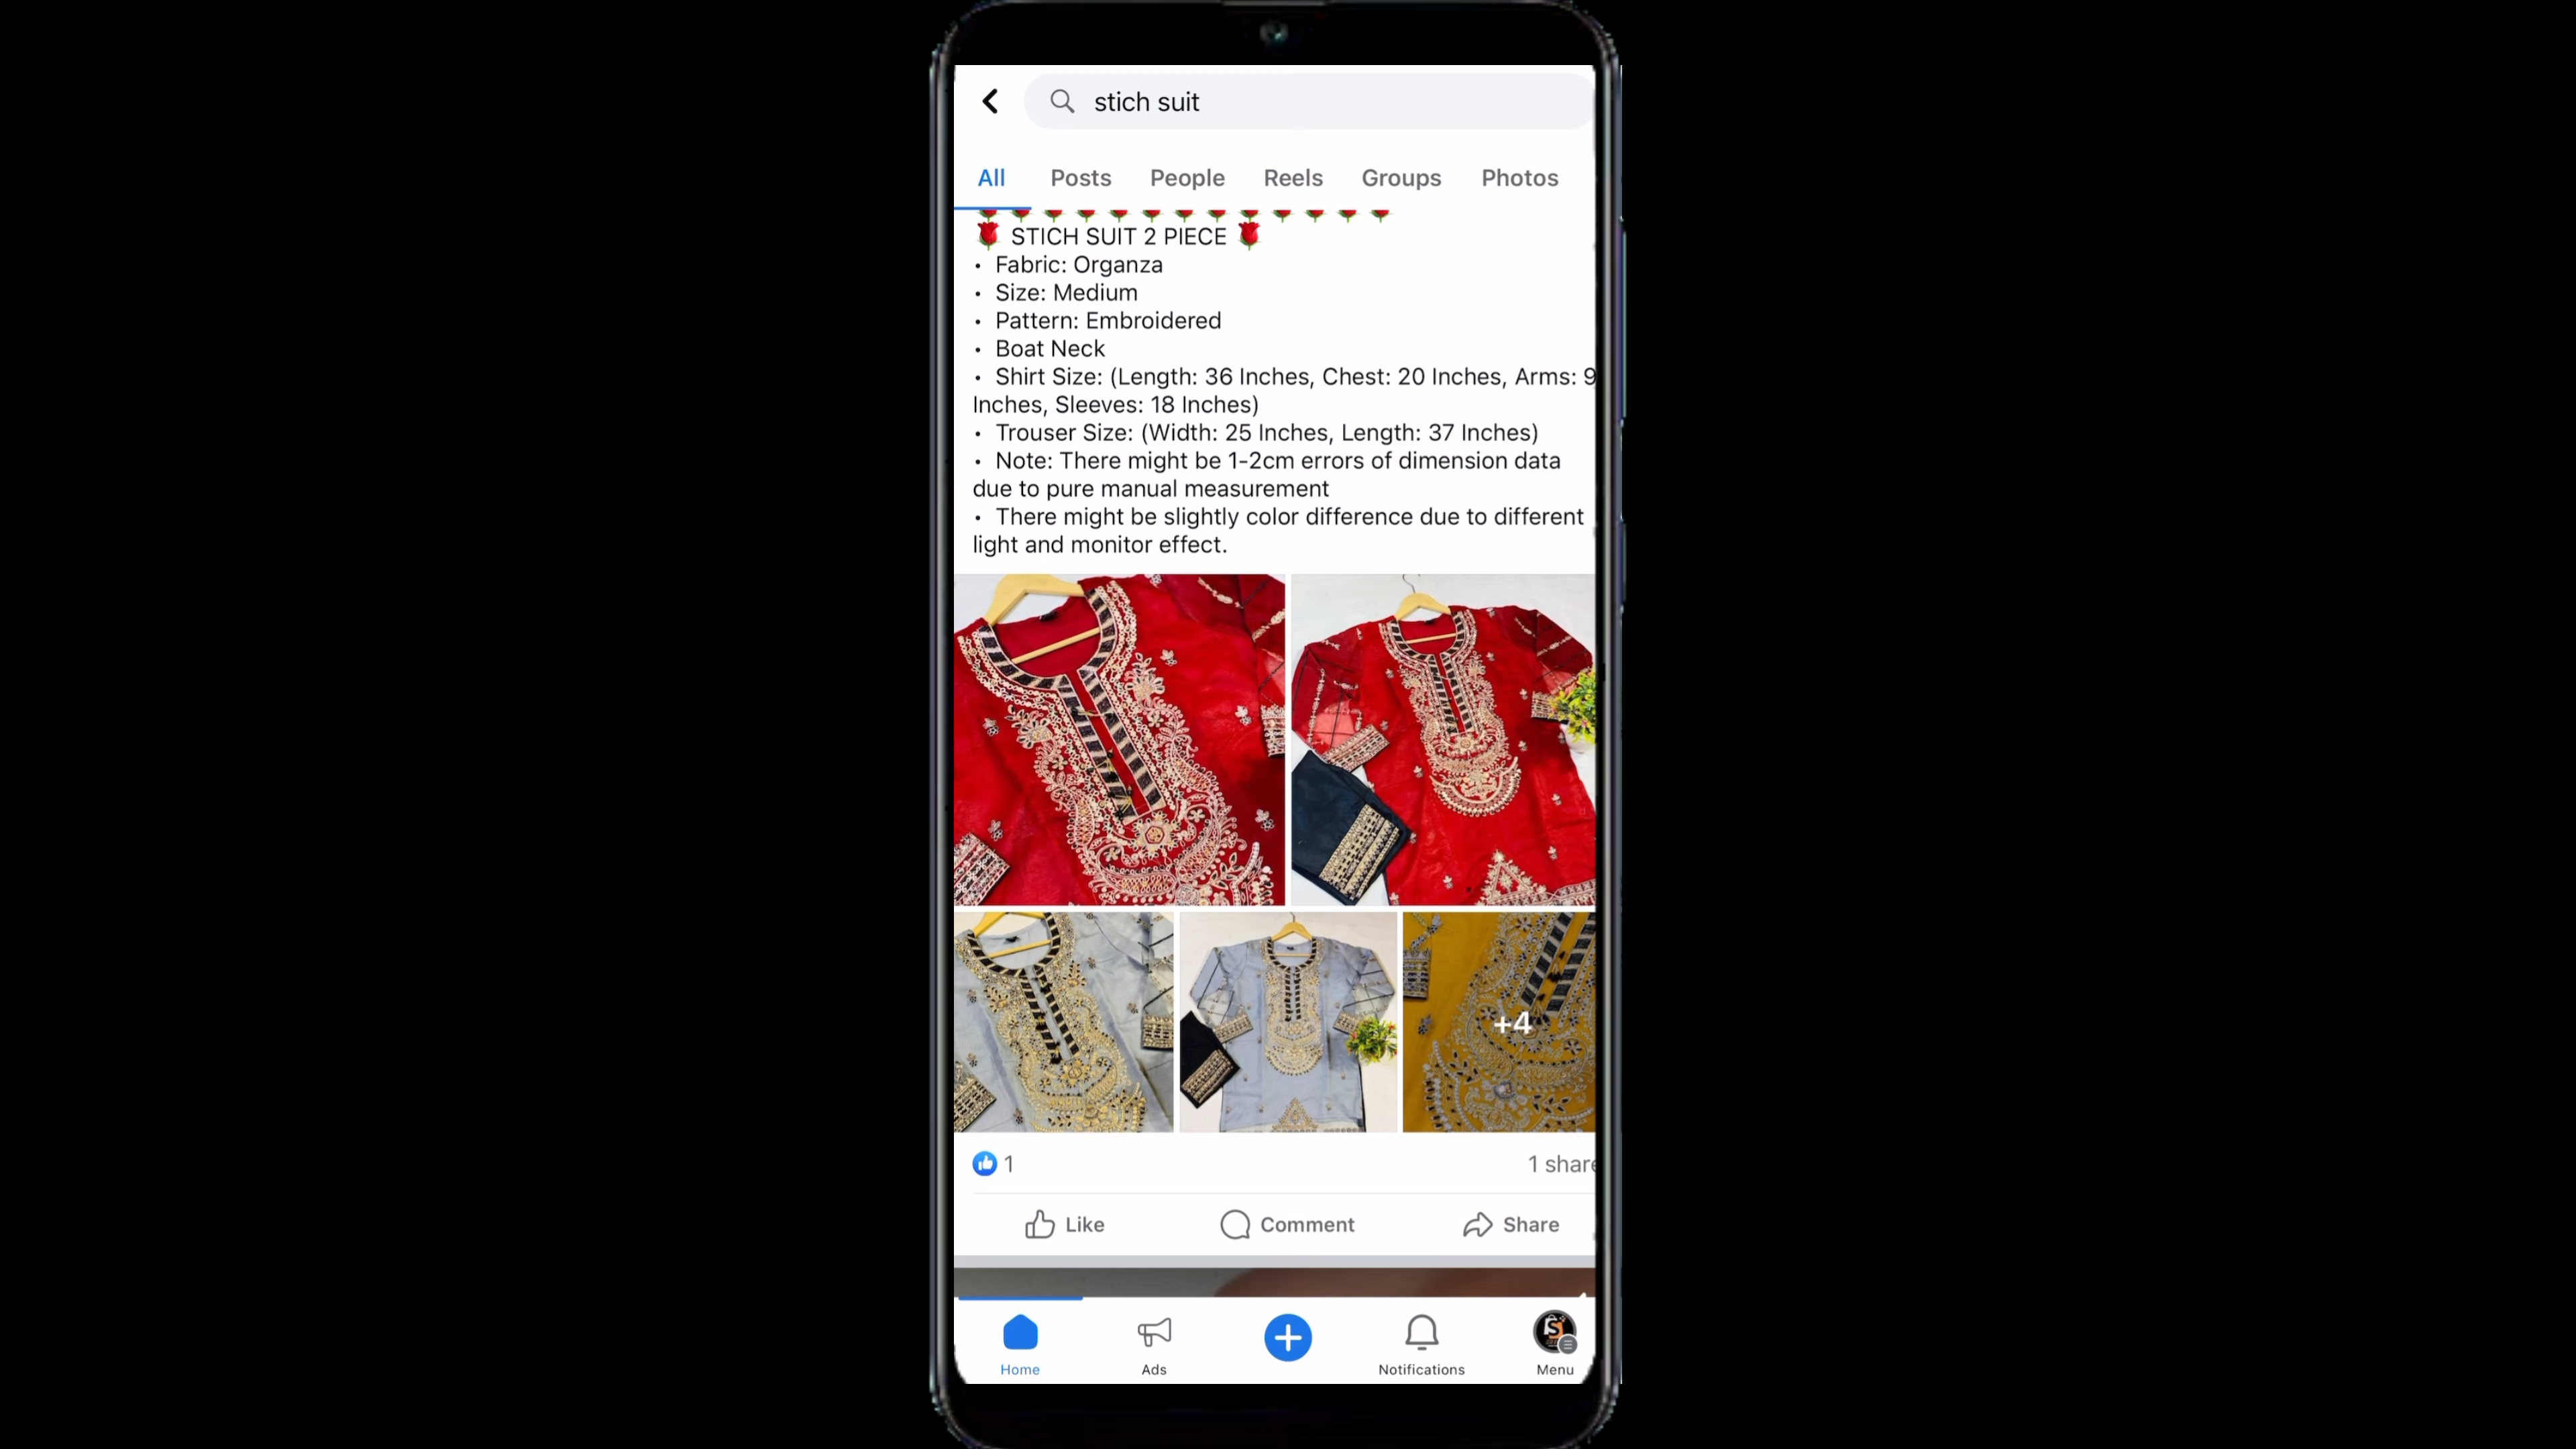 stich suit
All Posts People Reels Groups Photos
STICH SUIT 2 PIECE
• Fabric: Organza
• Size: Medium
• Pattern: Embroidered
• Boat Neck
• Shirt Size: (Length: 36 Inches, Chest: 20 Inches, Arms: 9
Inches, Sleeves: 18 Inches)
• Trouser Size: (Width: 25 Inches, Length: 37 Inches)
• Note: There might be 1-2cm errors of dimension data
due to pure manual measurement
• There might be slightly color difference due to different
light and monitor effect.
+4
1 1 share
Like Comment Share
Home Ads Notifications Menu